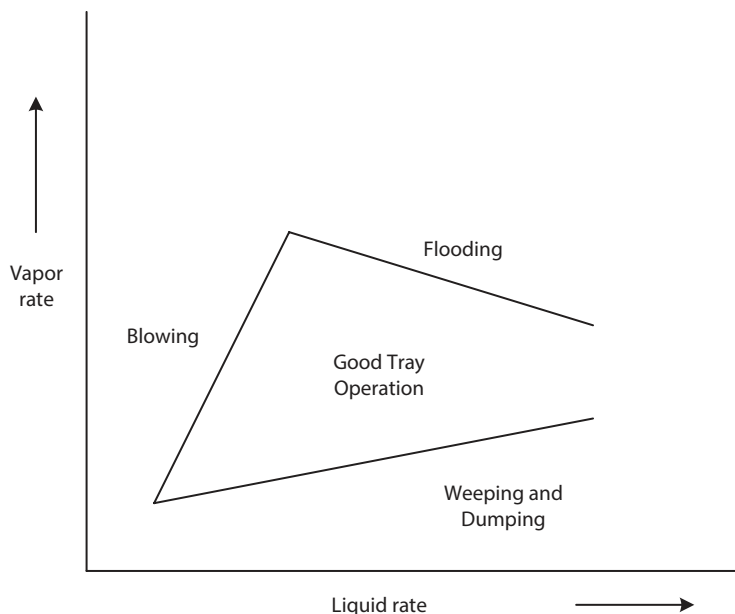 Flooding
Vapor
rate
Blowing
Good Tray
Operation
Weeping and
Dumping
Liquid rate